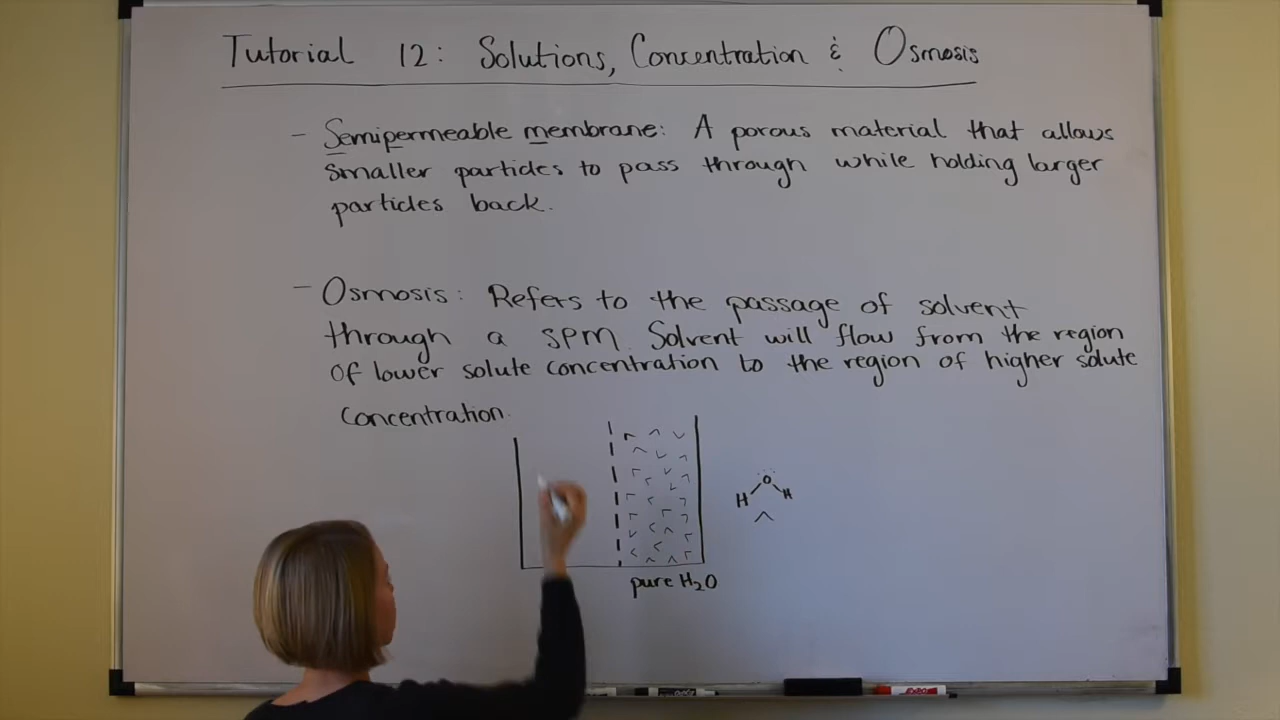 Tutorial 12: Solutions, Concentration & Osmosis
- Semipermeable membrane: A porous material that allows
smaller particles to pass through while holding larger
particles back.
- Osmosis: Refers to the passage of solvent
through a SPM. Solvent will flow from the region
of lower solute concentration to the region of higher solute
concentration.
O
H H
pure H₂O
EXPO